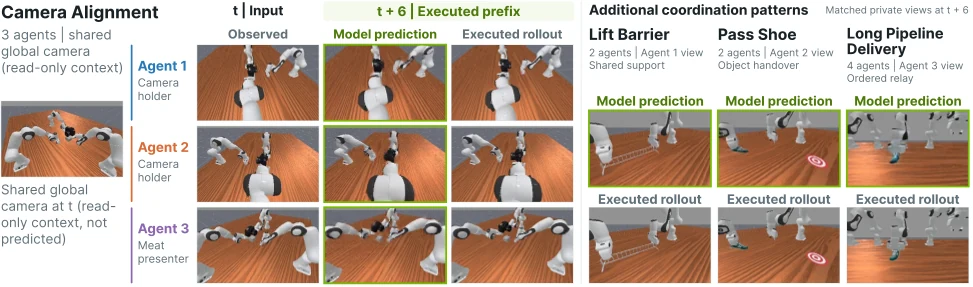 Camera Alignment
3 agents | shared
global camera
(read-only context)
Shared global
camera at t (read-
only context, not
predicted)
t | Input
t + 6 | Executed prefix
Observed
Model prediction
Executed rollout
Agent 1
Camera
holder
Agent 2
Camera
holder
Agent 3
Meat
presenter
Additional coordination patterns
Matched private views at t + 6
Lift Barrier
2 agents | Agent 1 view
Shared support
Pass Shoe
2 agents | Agent 2 view
Object handover
Long Pipeline
Delivery
4 agents | Agent 3 view
Ordered relay
Model prediction
Model prediction
Model prediction
Executed rollout
Executed rollout
Executed rollout